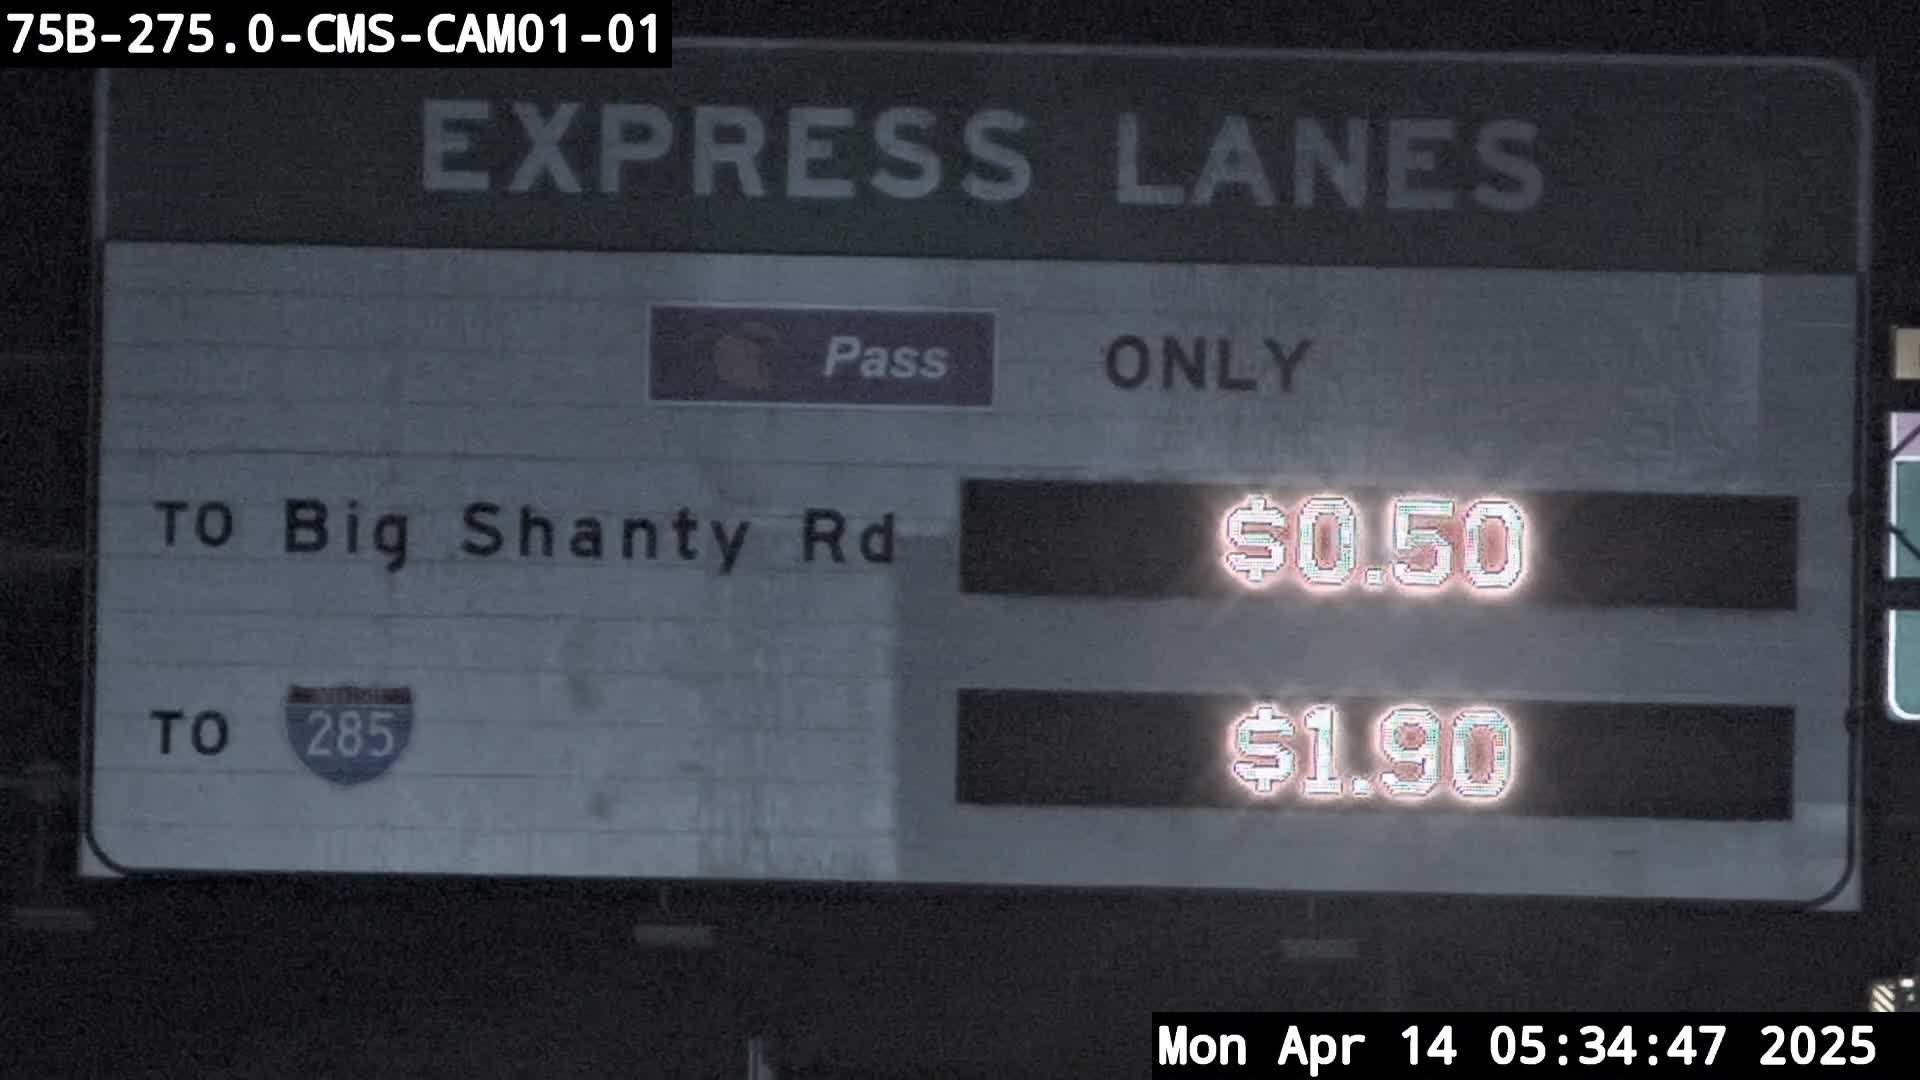 75B-275.0-CMS-CAM01-01
EXPRESS LANES
Pass ONLY
TO Big Shanty Rd $0.50
TO 285 $1.90
Mon Apr 14 05:34:47 2025